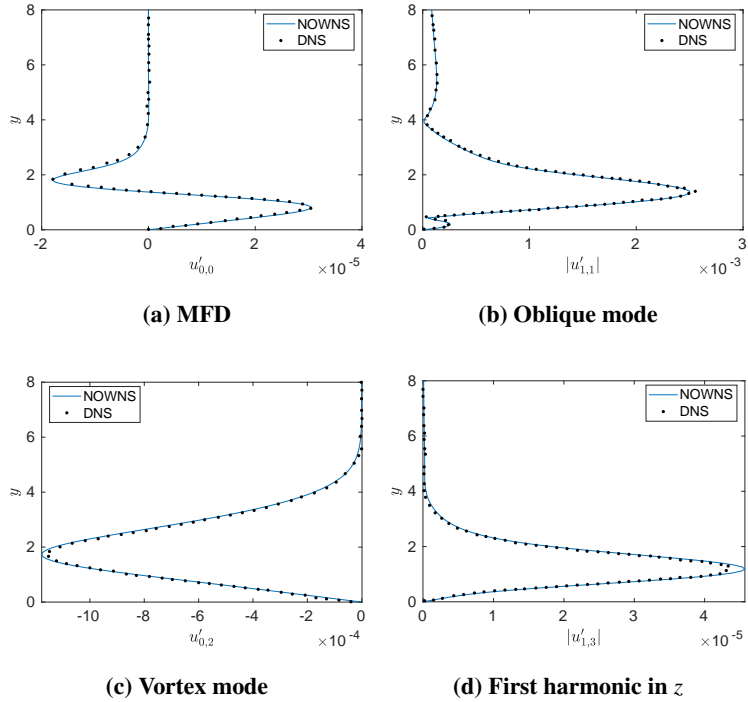 NOWNS
DNS
8
6
4
2
0
y
-2
0
2
4
u′0,0
×10-5
(a) MFD
NOWNS
DNS
8
6
4
2
0
y
0
1
2
3
|u′1,1|
×10-3
(b) Oblique mode
NOWNS
DNS
8
6
4
2
0
y
-10
-8
-6
-4
-2
0
u′0,2
×10-4
(c) Vortex mode
NOWNS
DNS
8
6
4
2
0
y
0
1
2
3
4
|u′1,3|
×10-5
(d) First harmonic in z